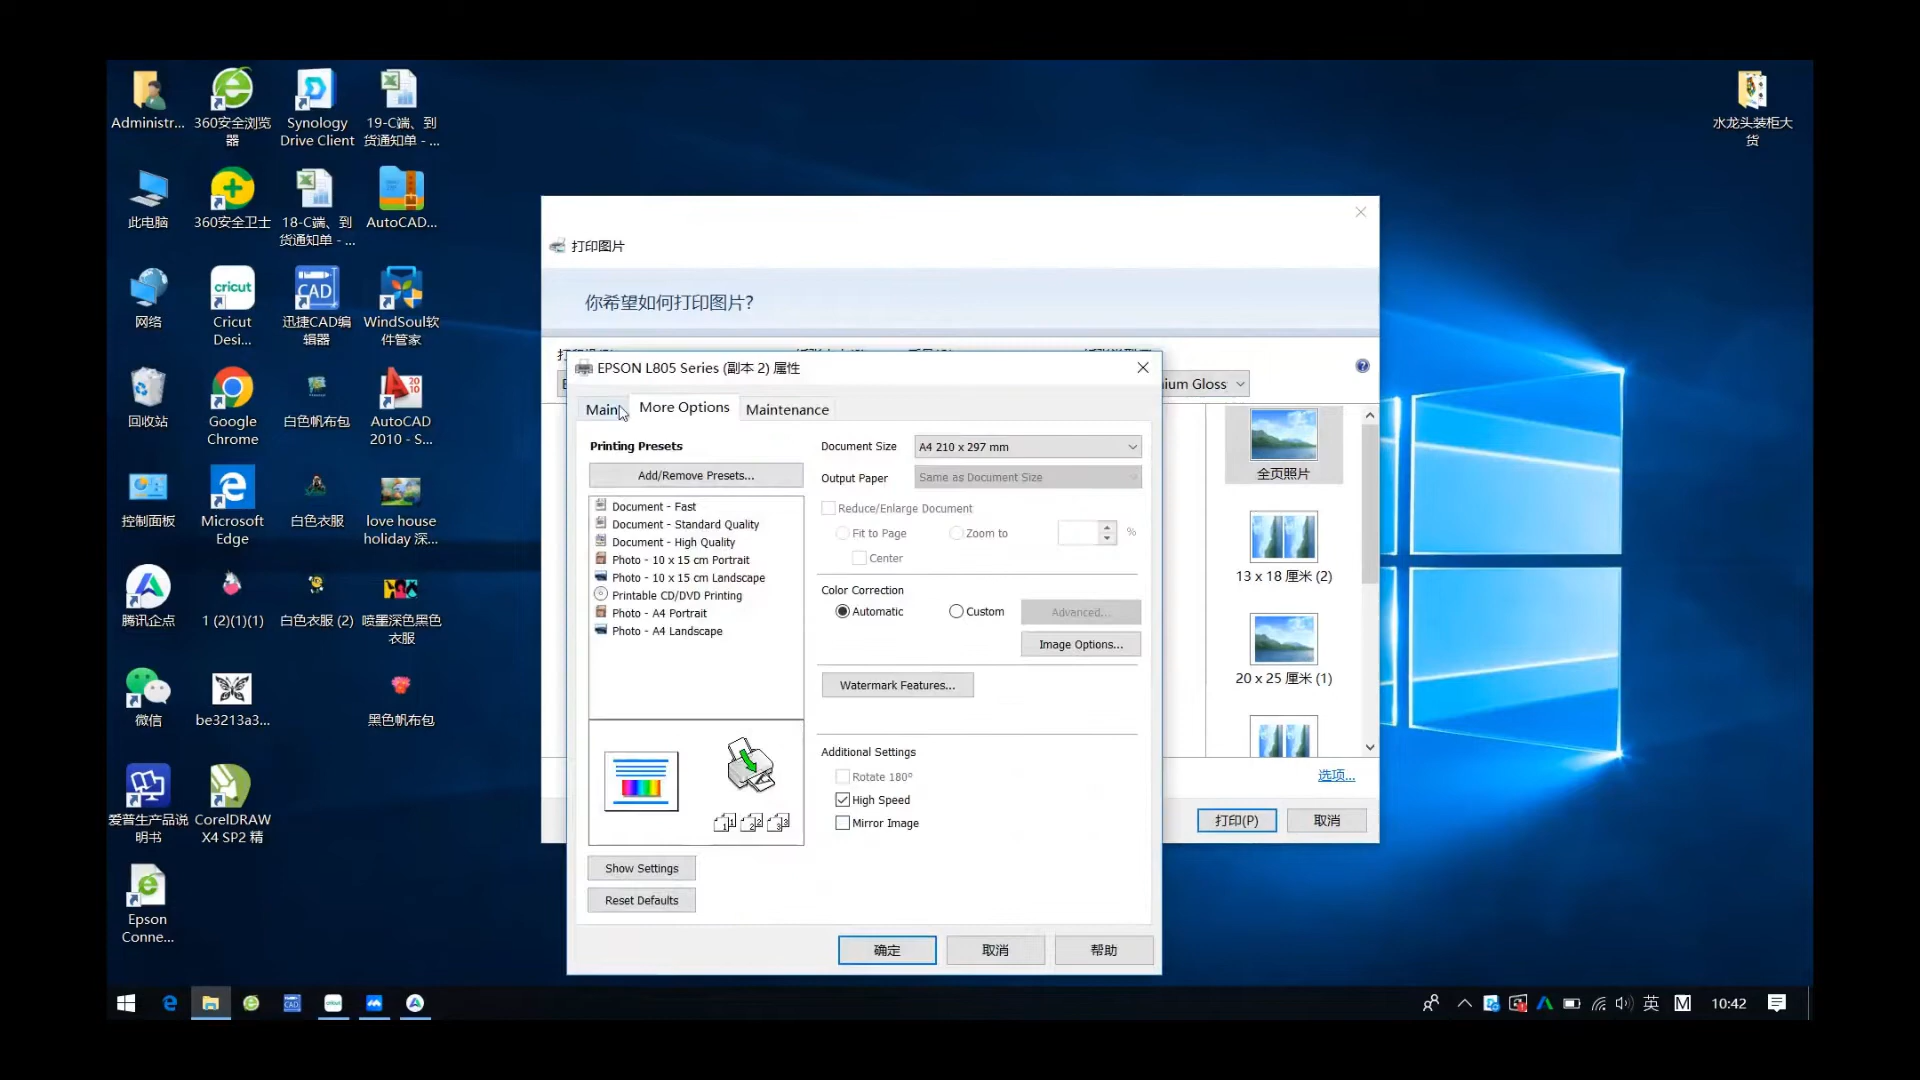 Administr...
360安全浏览
器
Synology
Drive Client
19-C端、到
货通知单 - ...
水龙头装柜大
货
此电脑
360安全卫士
18-C端、到
货通知单 - ...
AutoCAD...
网络
cricut
Cricut
Desi...
CAD
迅捷CAD编
辑器
WindSoul软
件管家
回收站
Google
Chrome
白色帆布包
AutoCAD
2010 - S...
控制面板
Microsoft
Edge
白色衣服
love house
holiday 深...
腾讯企点
1 (2)(1)(1)
白色衣服 (2)
喷墨深色黑色
衣服
微信
be3213a3...
黑色帆布包
爱普生产品说
明书
CorelDRAW
X4 SP2 精
Epson
Conne...
打印图片
你希望如何打印图片?
ium Gloss
EPSON L805 Series (副本 2) 属性
Main
More Options
Maintenance
Printing Presets
Add/Remove Presets...
Document - Fast
Document - Standard Quality
Document - High Quality
Photo - 10 x 15 cm Portrait
Photo - 10 x 15 cm Landscape
Printable CD/DVD Printing
Photo - A4 Portrait
Photo - A4 Landscape
Show Settings
Reset Defaults
Document Size
A4 210 x 297 mm
Output Paper
Same as Document Size
Reduce/Enlarge Document
Fit to Page
Zoom to
%
Center
Color Correction
Automatic
Custom
Advanced...
Image Options...
Watermark Features...
Additional Settings
Rotate 180°
High Speed
Mirror Image
确定
取消
帮助
全页照片
13 x 18 厘米 (2)
20 x 25 厘米 (1)
选项...
打印(P)
取消
英
M
10:42